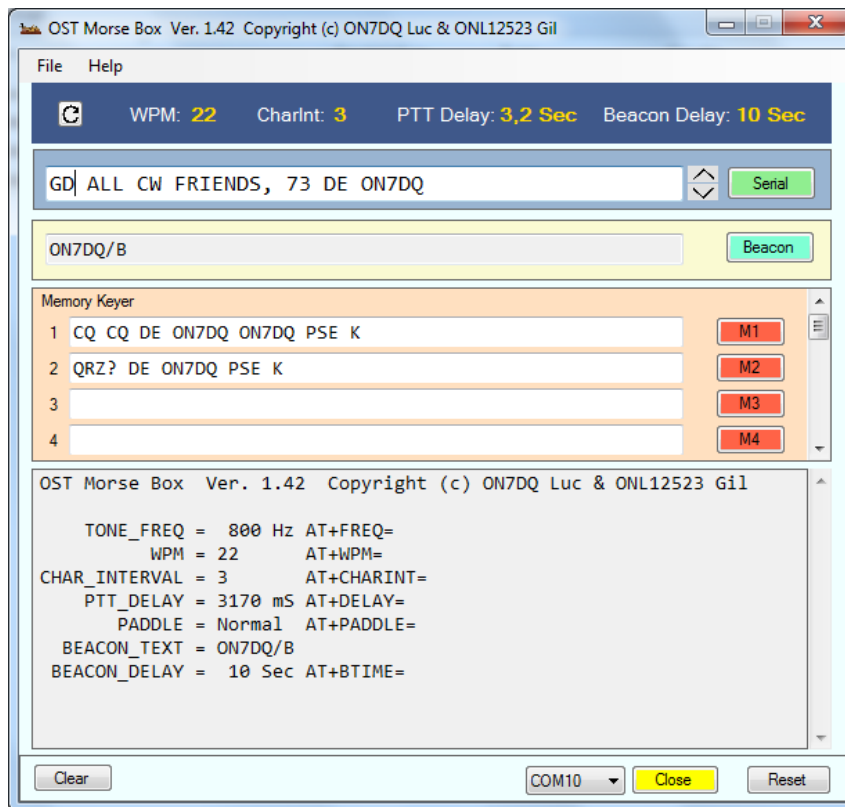 OST Morse Box Ver. 1.42 Copyright (c) ON7DQ Luc & ONL12523 Gil
File Help
WPM: 22 CharInt: 3 PTT Delay: 3,2 Sec Beacon Delay: 10 Sec
GD ALL CW FRIENDS, 73 DE ON7DQ Serial
ON7DQ/B Beacon
Memory Keyer
1 CQ CQ DE ON7DQ ON7DQ PSE K M1
2 QRZ? DE ON7DQ PSE K M2
3 M3
4 M4
OST Morse Box Ver. 1.42 Copyright (c) ON7DQ Luc & ONL12523 Gil
TONE_FREQ = 800 Hz AT+FREQ=
WPM = 22 AT+WPM=
CHAR_INTERVAL = 3 AT+CHARINT=
PTT_DELAY = 3170 mS AT+DELAY=
PADDLE = Normal AT+PADDLE=
BEACON_TEXT = ON7DQ/B
BEACON_DELAY = 10 Sec AT+BTIME=
Clear COM10 Close Reset